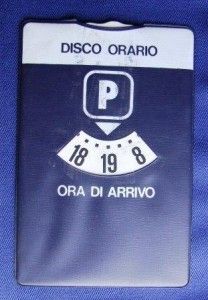 DISCO ORARIO
P
18 19 8
ORA DI ARRIVO